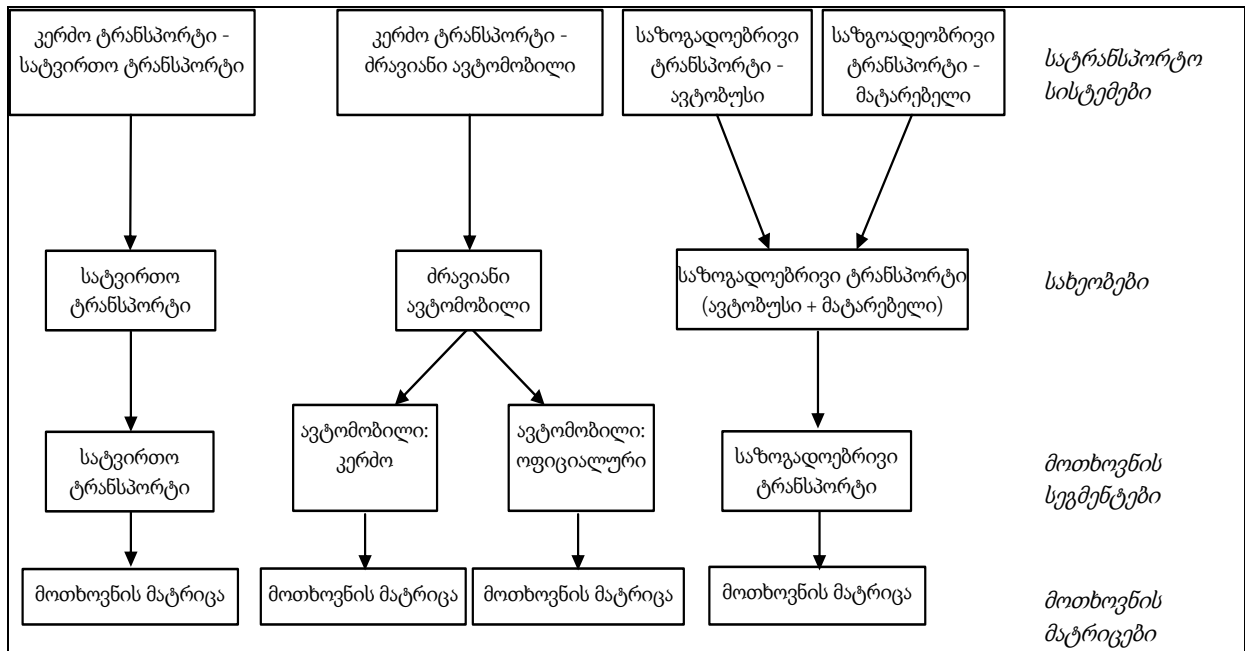 კერძო ტრანსპორტი -
სატვირთო ტრანსპორტი
კერძო ტრანსპორტი -
ძრავიანი ავტომობილი
საზოგადოებრივი
ტრანსპორტი -
ავტობუსი
საზგოადეობრივი
ტრანსპორტი -
მატარებელი
სატრანსპორტო
სისტემები
სატვირთო
ტრანსპორტი
ძრავიანი
ავტომობილი
საზოგადოებრივი ტრანსპორტი
(ავტობუსი + მატარებელი)
სახეობები
სატვირთო
ტრანსპორტი
ავტომობილი:
კერძო
ავტომობილი:
ოფიციალური
საზოგადოებრივი
ტრანსპორტი
მოთხოვნის
სეგმენტები
მოთხოვნის მატრიცა
მოთხოვნის მატრიცა
მოთხოვნის მატრიცა
მოთხოვნის მატრიცა
მოთხოვნის
მატრიცები